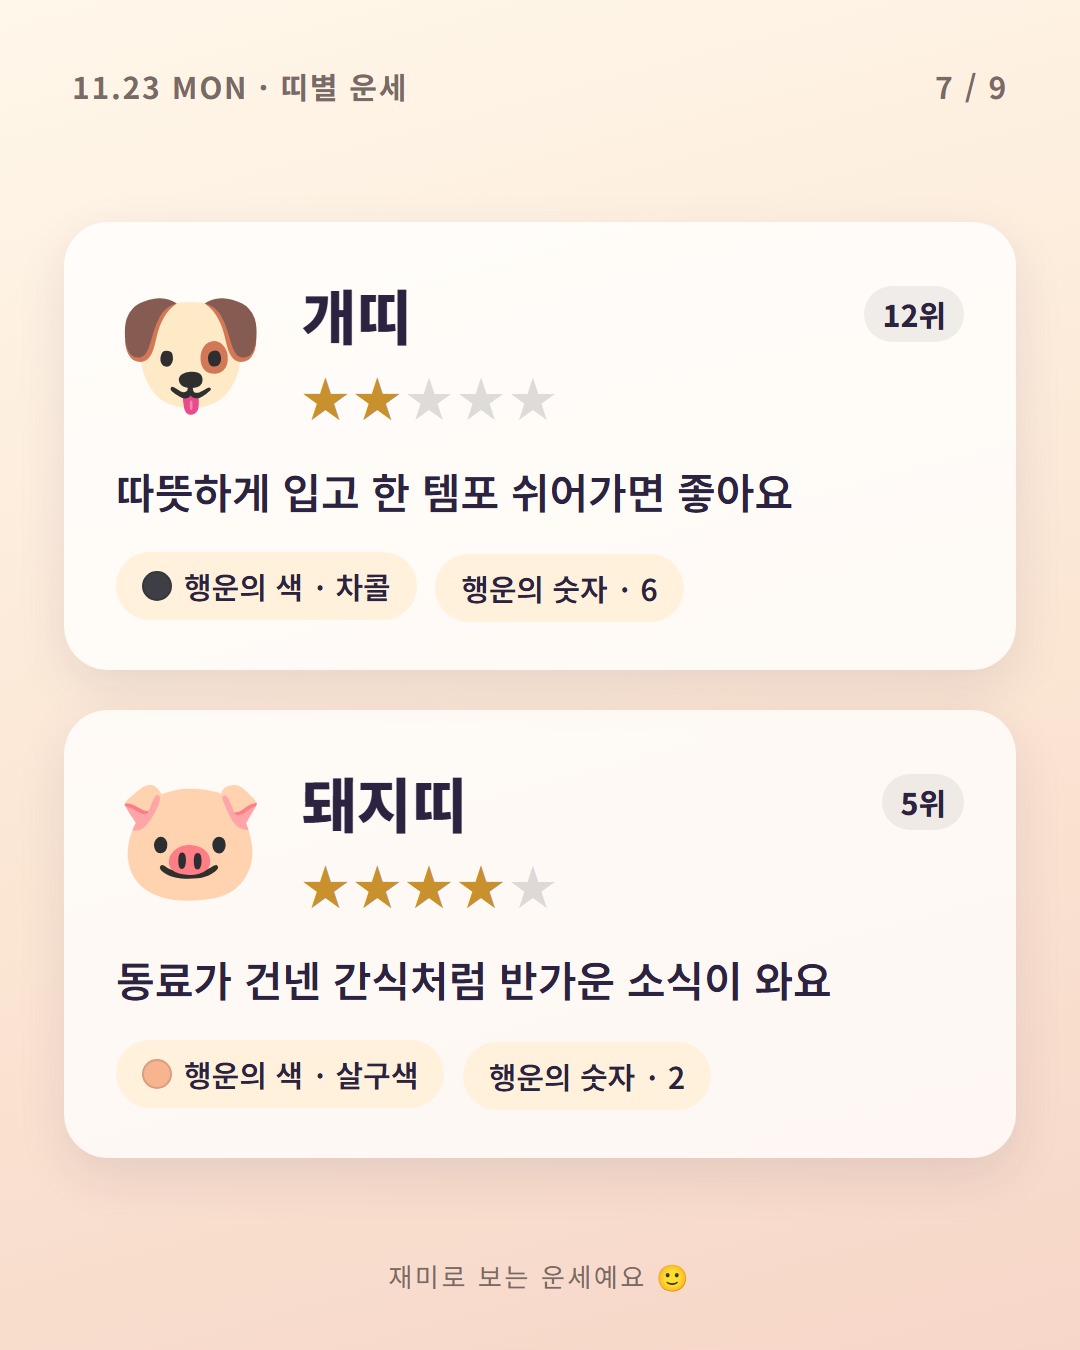 11.23 MON · 띠별 운세
7 / 9
개띠
12위
★★★★★
따뜻하게 입고 한 템포 쉬어가면 좋아요
행운의 색 · 차콜
행운의 숫자 · 6
돼지띠
5위
★★★★★
동료가 건넨 간식처럼 반가운 소식이 와요
행운의 색 · 살구색
행운의 숫자 · 2
재미로 보는 운세예요 🙂